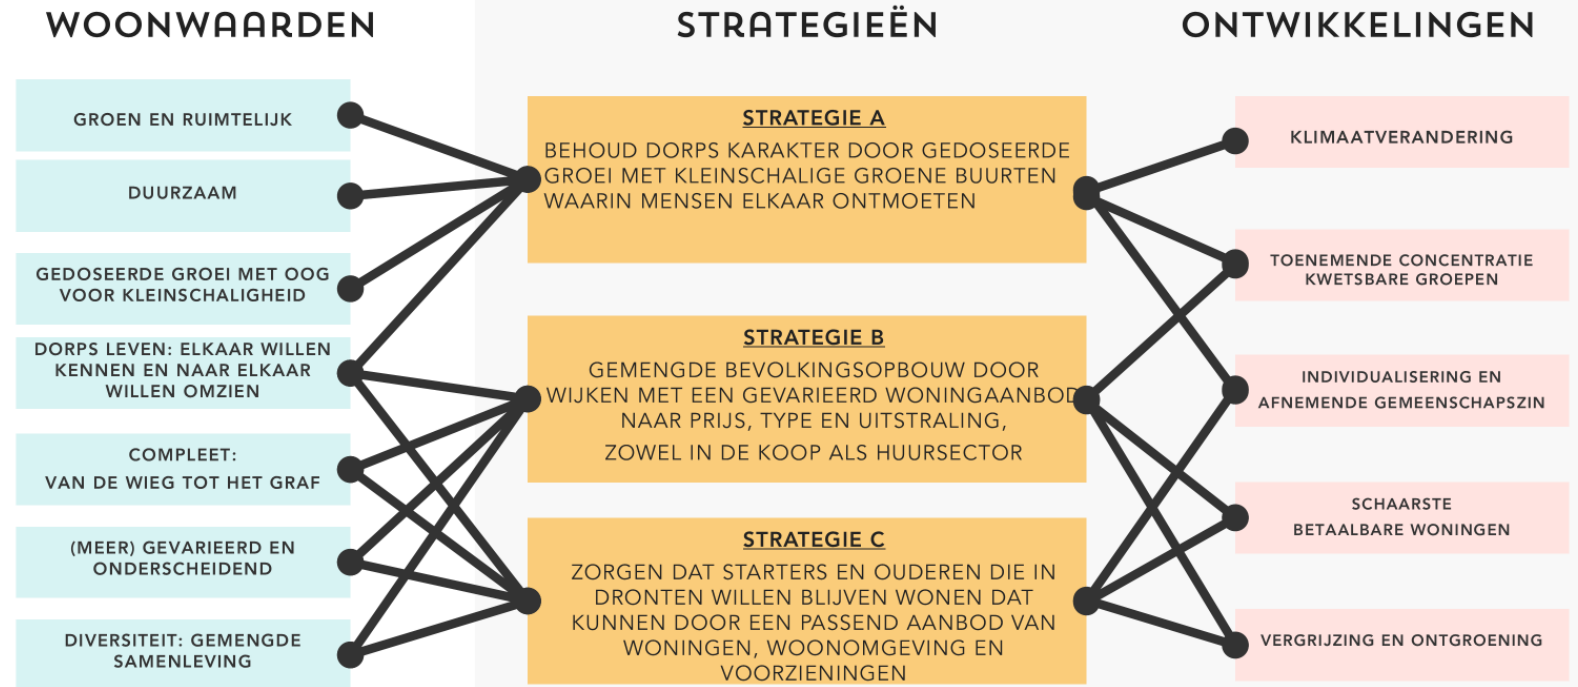 WOONWAARDEN
GROEN EN RUIMTELIJK
DUURZAAM
GEDOSEERDE GROEI MET OOG
VOOR KLEINSCHALIGHEID
DORPS LEVEN: ELKAAR WILLEN
KENNEN EN NAAR ELKAAR
WILLEN OMZIEN
COMPLEET:
VAN DE WIEG TOT HET GRAF
(MEER) GEVARIEERD EN
ONDERSCHEIDEND
DIVERSITEIT: GEMENGDE
SAMENLEVING
STRATEGIEËN
STRATEGIE A
BEHOUD DORPS KARAKTER DOOR GEDOSEERDE
GROEI MET KLEINSCHALIGE GROENE BUURTEN
WAARIN MENSEN ELKAAR ONTMOETEN
STRATEGIE B
GEMENGDE BEVOLKINGSOPBOUW DOOR
WIJKEN MET EEN GEVARIEERD WONINGAANBOD
NAAR PRIJS, TYPE EN UITSTRALING,
ZOWEL IN DE KOOP ALS HUURSECTOR
STRATEGIE C
ZORGEN DAT STARTERS EN OUDEREN DIE IN
DRONTEN WILLEN BLIJVEN WONEN DAT
KUNNEN DOOR EEN PASSEND AANBOD VAN
WONINGEN, WOONOMGEVING EN
VOORZIENINGEN
ONTWIKKELINGEN
KLIMAATVERANDERING
TOENEMENDE CONCENTRATIE
KWETSBARE GROEPEN
INDIVIDUALISERING EN
AFNEMENDE GEMEENSCHAPSZIN
SCHAARSTE
BETAALBARE WONINGEN
VERGRIJZING EN ONTGROENING